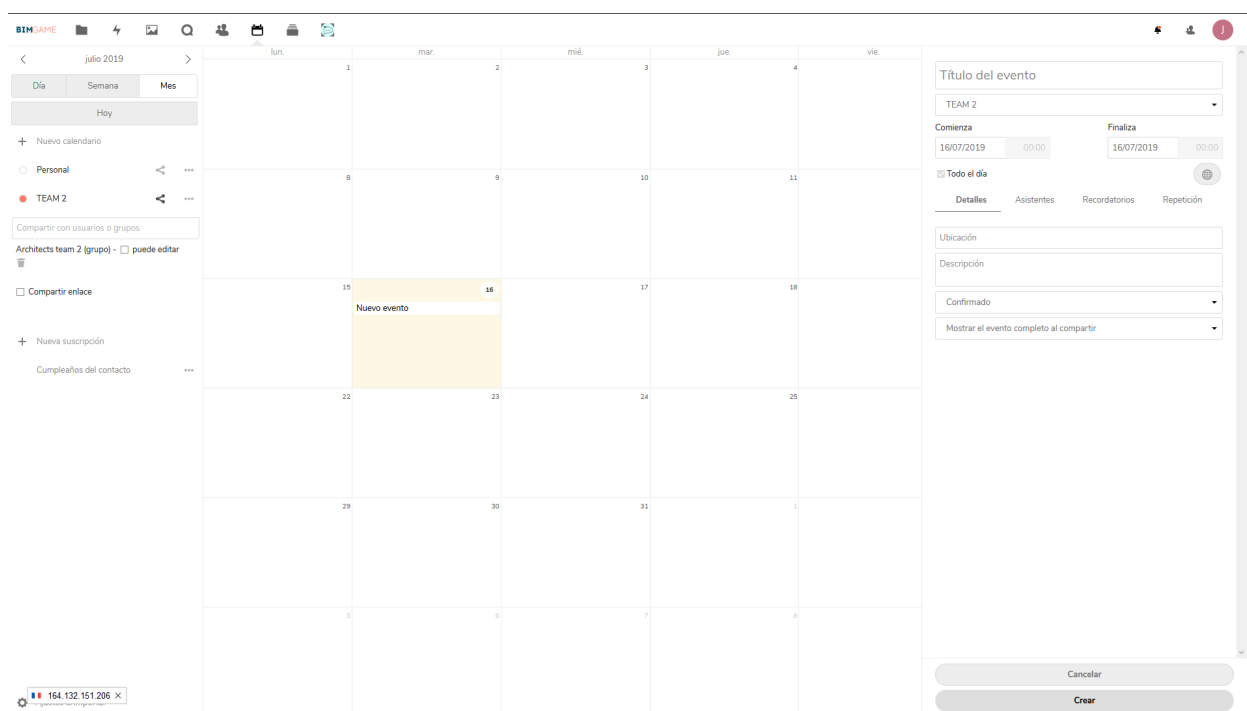 BIMGAME
J
julio 2019
Día Semana Mes
Hoy
+ Nuevo calendario
Personal
TEAM 2
Compartir con usuarios o grupos
Architects team 2 (grupo) - puede editar
Compartir enlace
+ Nueva suscripción
Cumpleaños del contacto
164.132.151.206 ×
lun. mar. mié. jue. vie.
1 2 3 4
8 9 10 11
15 16 17 18
Nuevo evento
22 23 24 25
29 30 31 1
5 6 7 8
Título del evento
TEAM 2
Comienza Finaliza
16/07/2019 00:00 16/07/2019 00:00
Todo el día
Detalles Asistentes Recordatorios Repetición
Ubicación
Descripción
Confirmado
Mostrar el evento completo al compartir
Cancelar
Crear